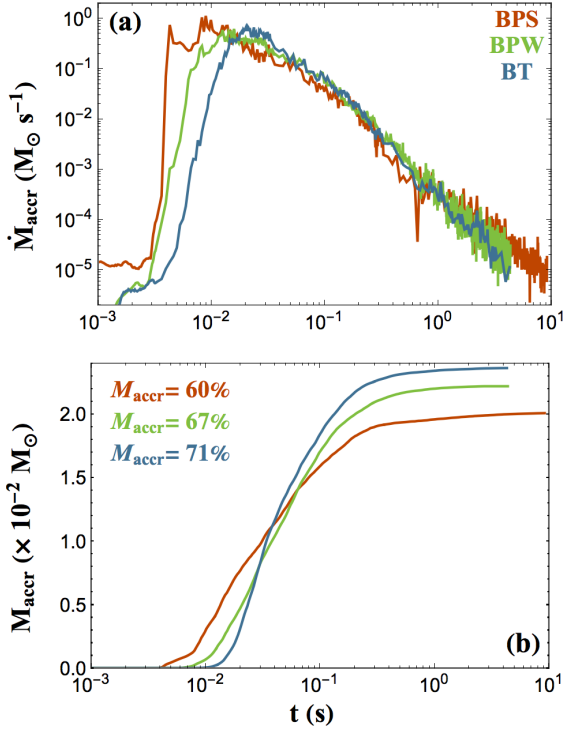 (a)
BPS
BPW
BT
10⁰
10⁻¹
10⁻²
10⁻³
10⁻⁴
10⁻⁵
Ṁaccr (M⊙ s⁻¹)
10⁻³ 10⁻² 10⁻¹ 10⁰ 10¹
Maccr= 60%
Maccr= 67%
Maccr= 71%
2.0
1.5
1.0
0.5
0.0
Maccr (× 10⁻² M⊙)
(b)
10⁻³ 10⁻² 10⁻¹ 10⁰ 10¹
t (s)